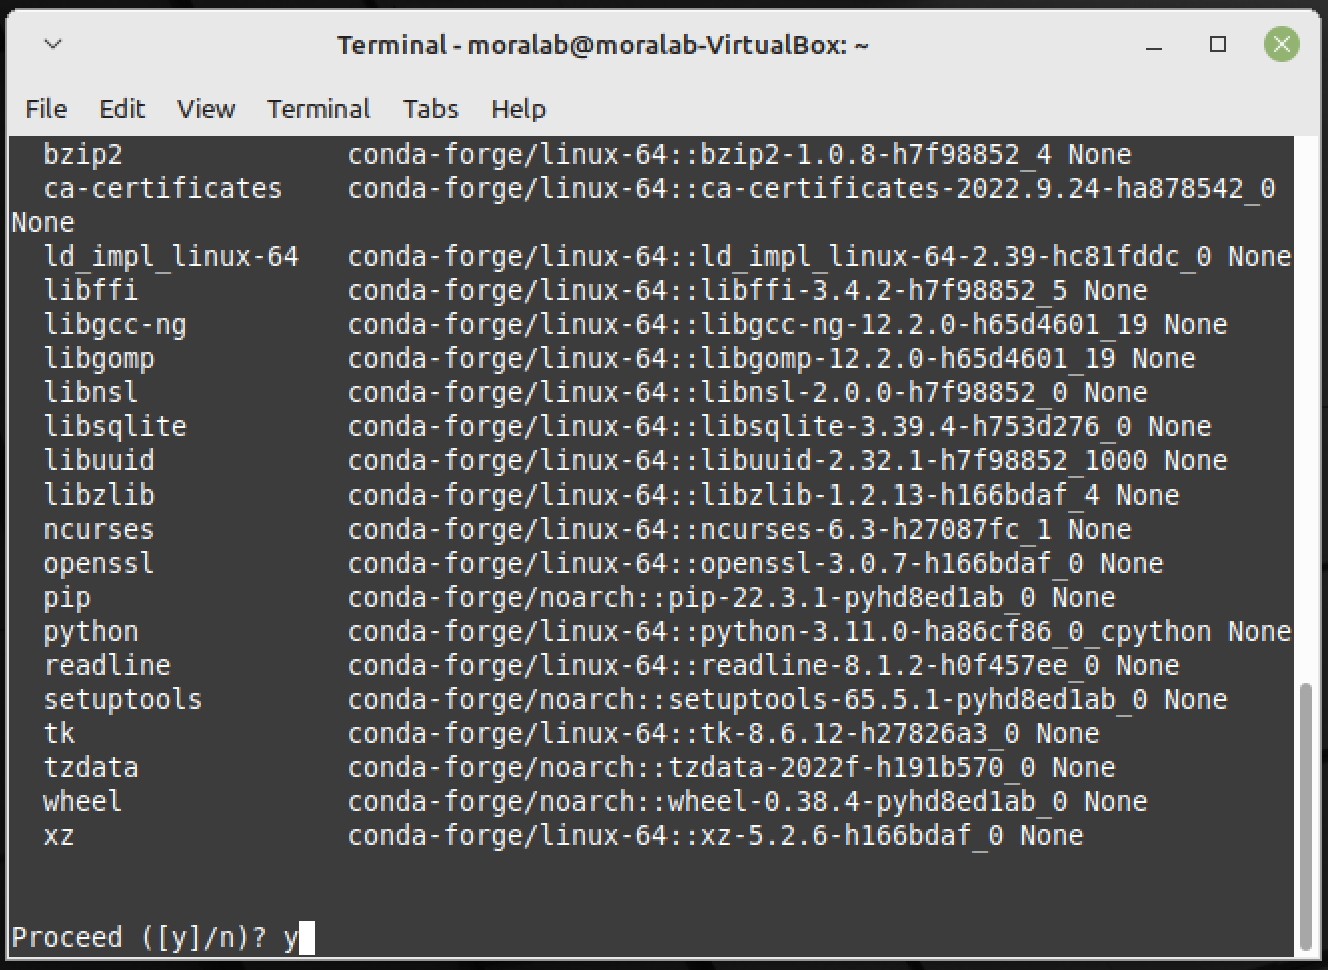 Terminal - moralab@moralab-VirtualBox: ~
File Edit View Terminal Tabs Help
bzip2 conda-forge/linux-64::bzip2-1.0.8-h7f98852_4 None
ca-certificates conda-forge/linux-64::ca-certificates-2022.9.24-ha878542_0
None
ld_impl_linux-64 conda-forge/linux-64::ld_impl_linux-64-2.39-hc81fddc_0 None
libffi conda-forge/linux-64::libffi-3.4.2-h7f98852_5 None
libgcc-ng conda-forge/linux-64::libgcc-ng-12.2.0-h65d4601_19 None
libgomp conda-forge/linux-64::libgomp-12.2.0-h65d4601_19 None
libnsl conda-forge/linux-64::libnsl-2.0.0-h7f98852_0 None
libsqlite conda-forge/linux-64::libsqlite-3.39.4-h753d276_0 None
libuuid conda-forge/linux-64::libuuid-2.32.1-h7f98852_1000 None
libzlib conda-forge/linux-64::libzlib-1.2.13-h166bdaf_4 None
ncurses conda-forge/linux-64::ncurses-6.3-h27087fc_1 None
openssl conda-forge/linux-64::openssl-3.0.7-h166bdaf_0 None
pip conda-forge/noarch::pip-22.3.1-pyhd8ed1ab_0 None
python conda-forge/linux-64::python-3.11.0-ha86cf86_0_cpython None
readline conda-forge/linux-64::readline-8.1.2-h0f457ee_0 None
setuptools conda-forge/noarch::setuptools-65.5.1-pyhd8ed1ab_0 None
tk conda-forge/linux-64::tk-8.6.12-h27826a3_0 None
tzdata conda-forge/noarch::tzdata-2022f-h191b570_0 None
wheel conda-forge/noarch::wheel-0.38.4-pyhd8ed1ab_0 None
xz conda-forge/linux-64::xz-5.2.6-h166bdaf_0 None
Proceed ([y]/n)? y